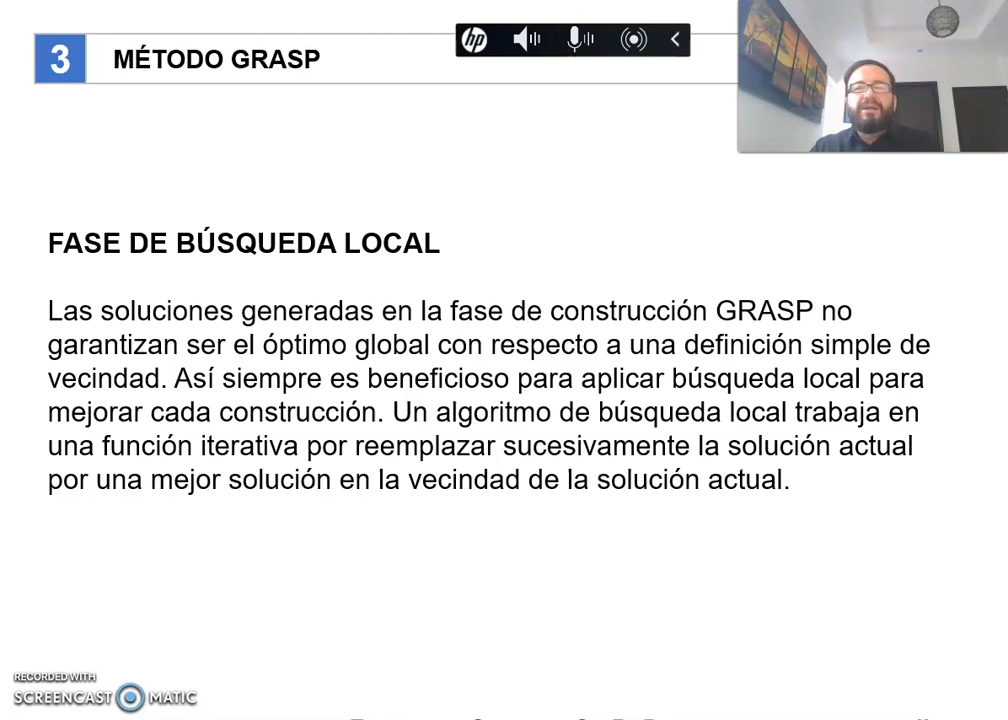 3 MÉTODO GRASP
hp
FASE DE BÚSQUEDA LOCAL
Las soluciones generadas en la fase de construcción GRASP no
garantizan ser el óptimo global con respecto a una definición simple de
vecindad. Así siempre es beneficioso para aplicar búsqueda local para
mejorar cada construcción. Un algoritmo de búsqueda local trabaja en
una función iterativa por reemplazar sucesivamente la solución actual
por una mejor solución en la vecindad de la solución actual.
RECORDED WITH
SCREENCAST MATIC